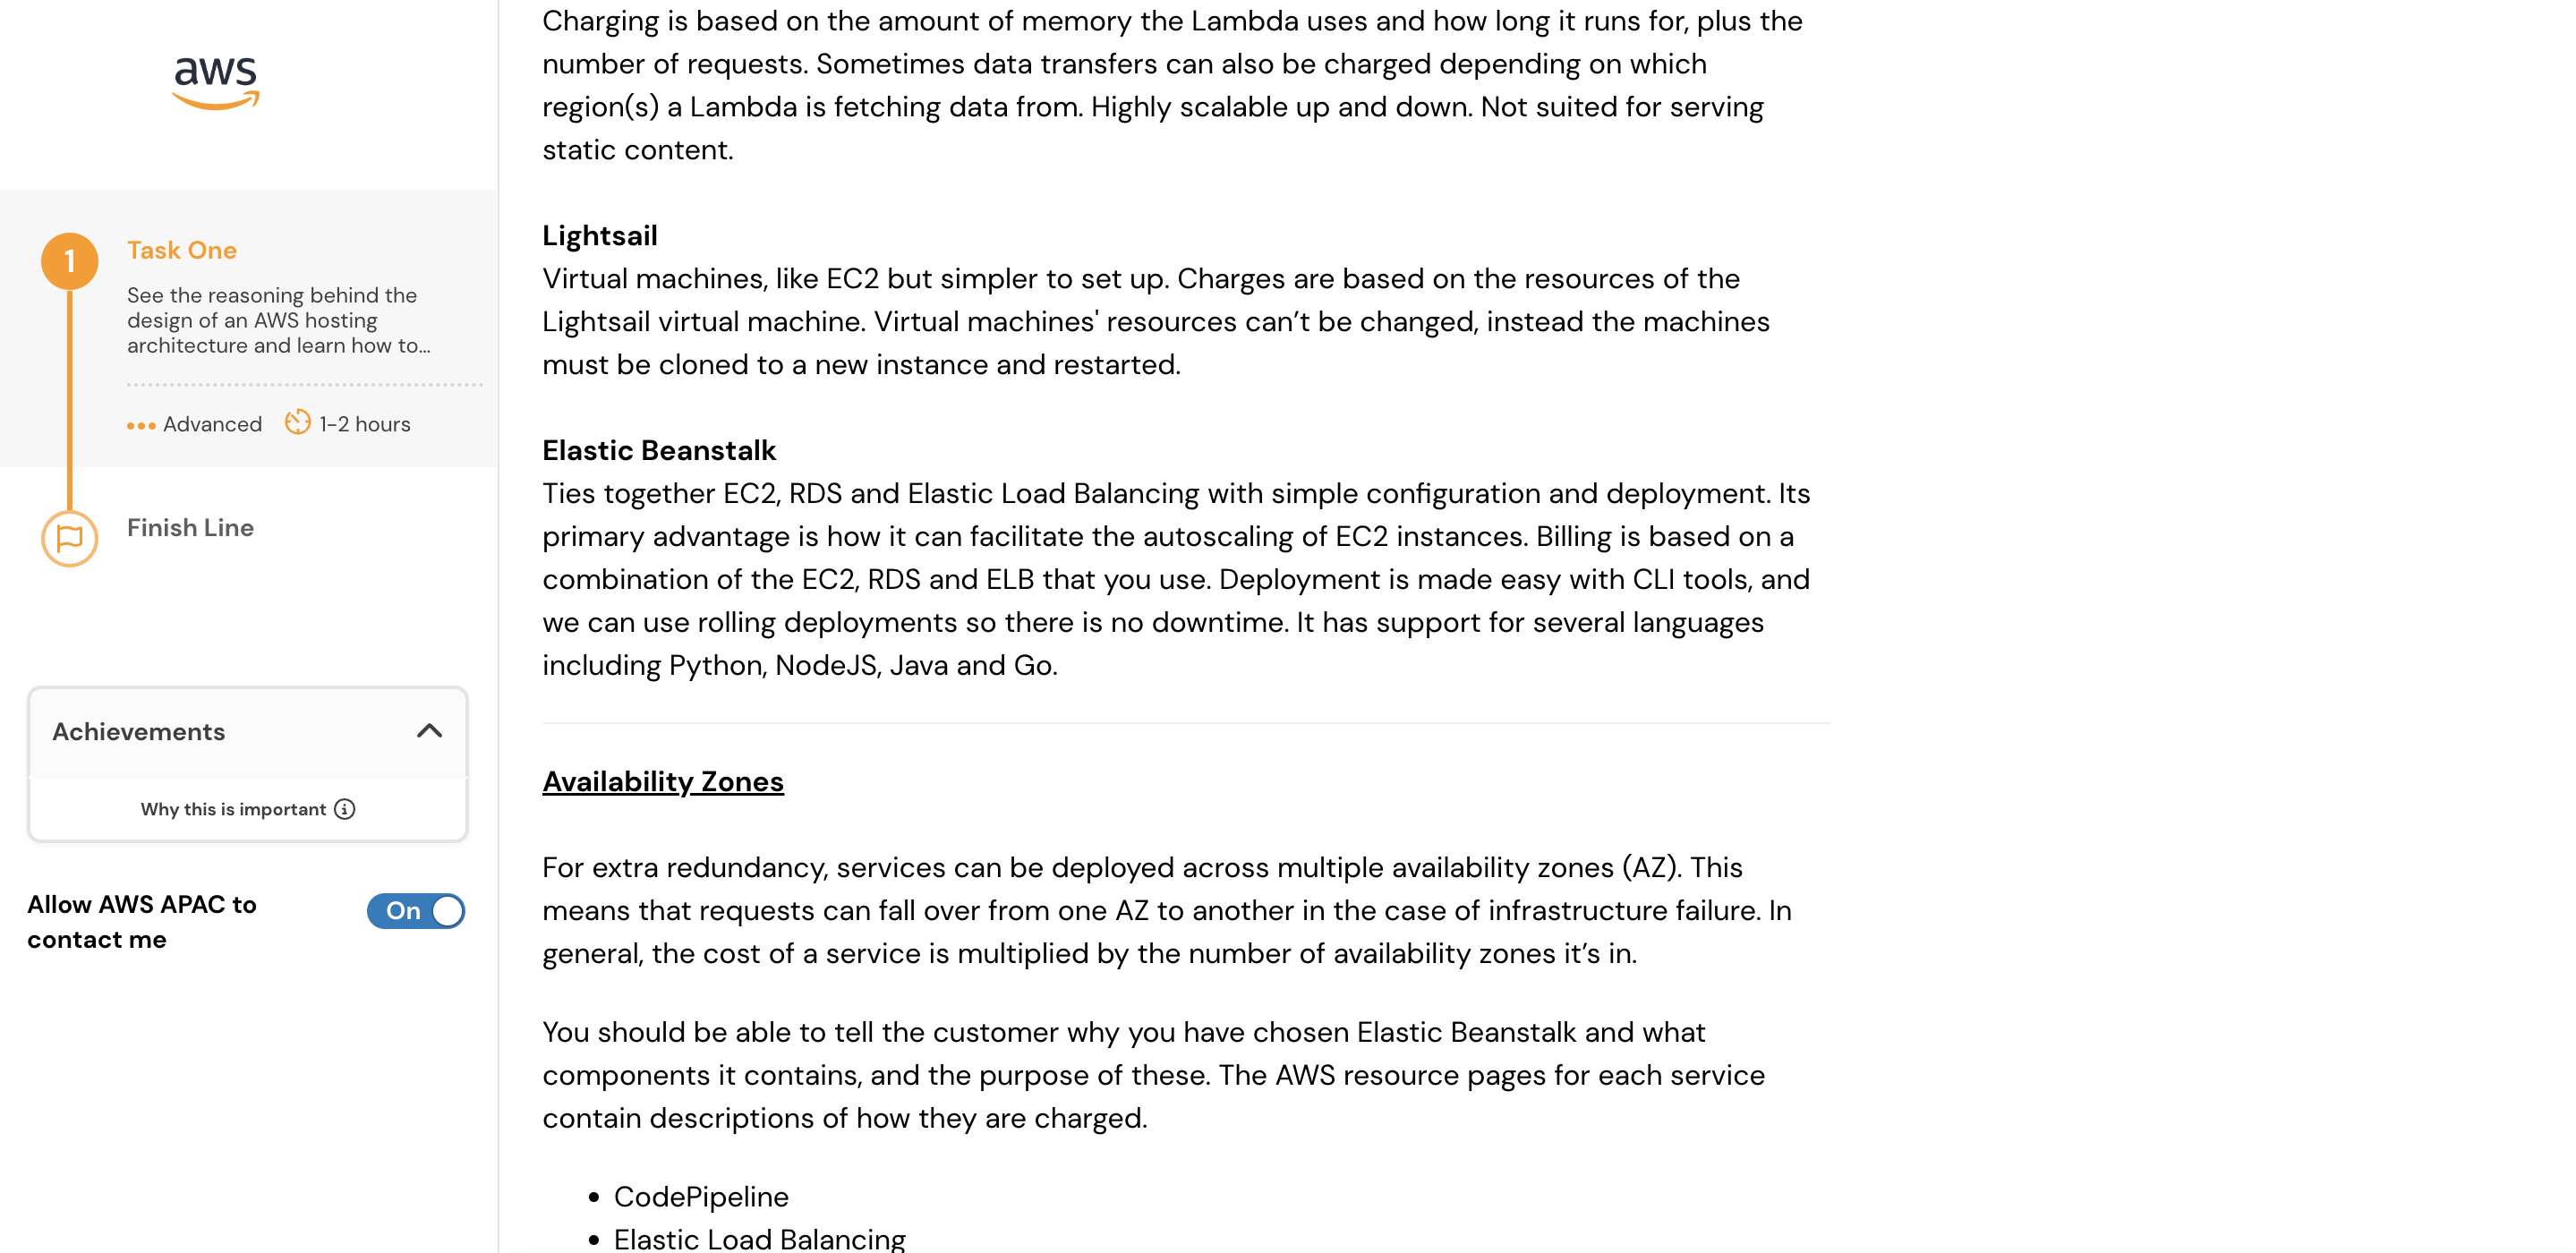 aws
1
Task One
See the reasoning behind the
design of an AWS hosting
architecture and learn how to...
Advanced
1-2 hours
Finish Line
Achievements
Why this is important
Allow AWS APAC to
contact me
On
Charging is based on the amount of memory the Lambda uses and how long it runs for, plus the
number of requests. Sometimes data transfers can also be charged depending on which
region(s) a Lambda is fetching data from. Highly scalable up and down. Not suited for serving
static content.
Lightsail
Virtual machines, like EC2 but simpler to set up. Charges are based on the resources of the
Lightsail virtual machine. Virtual machines' resources can’t be changed, instead the machines
must be cloned to a new instance and restarted.
Elastic Beanstalk
Ties together EC2, RDS and Elastic Load Balancing with simple configuration and deployment. Its
primary advantage is how it can facilitate the autoscaling of EC2 instances. Billing is based on a
combination of the EC2, RDS and ELB that you use. Deployment is made easy with CLI tools, and
we can use rolling deployments so there is no downtime. It has support for several languages
including Python, NodeJS, Java and Go.
Availability Zones
For extra redundancy, services can be deployed across multiple availability zones (AZ). This
means that requests can fall over from one AZ to another in the case of infrastructure failure. In
general, the cost of a service is multiplied by the number of availability zones it’s in.
You should be able to tell the customer why you have chosen Elastic Beanstalk and what
components it contains, and the purpose of these. The AWS resource pages for each service
contain descriptions of how they are charged.
• CodePipeline
• Elastic Load Balancing